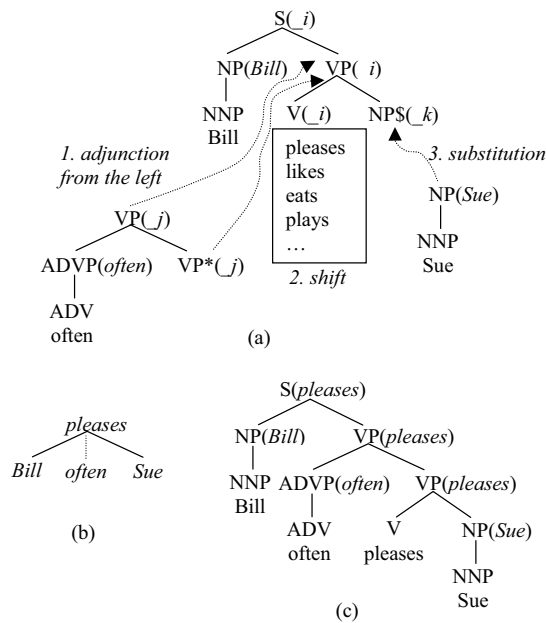 S(_i)
NP(Bill) VP(_i)
NNP V(_i) NP$(_k)
Bill
1. adjunction
from the left
pleases
likes
eats
plays
…
2. shift
3. substitution
NP(Sue)
NNP
Sue
VP(_j)
ADVP(often) VP*(_j)
ADV
often
(a)
pleases
Bill often Sue
(b)
S(pleases)
NP(Bill) VP(pleases)
NNP ADVP(often) VP(pleases)
Bill
ADV V NP(Sue)
often pleases
NNP
Sue
(c)